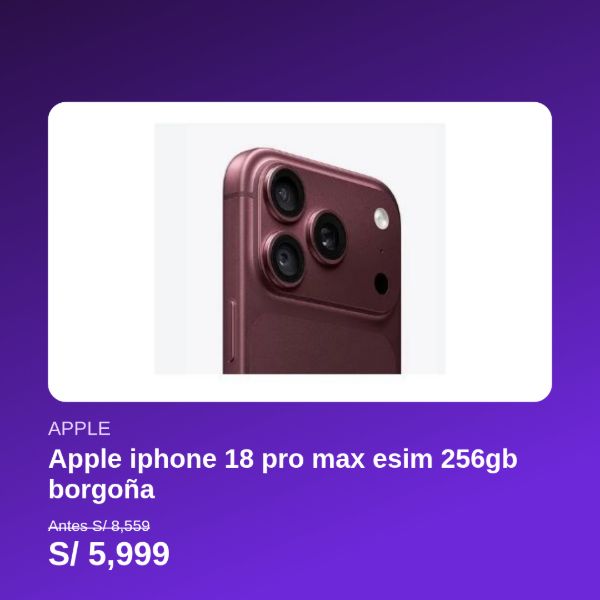 APPLE
Apple iphone 18 pro max esim 256gb
borgoña
Antes S/ 8,559
S/ 5,999